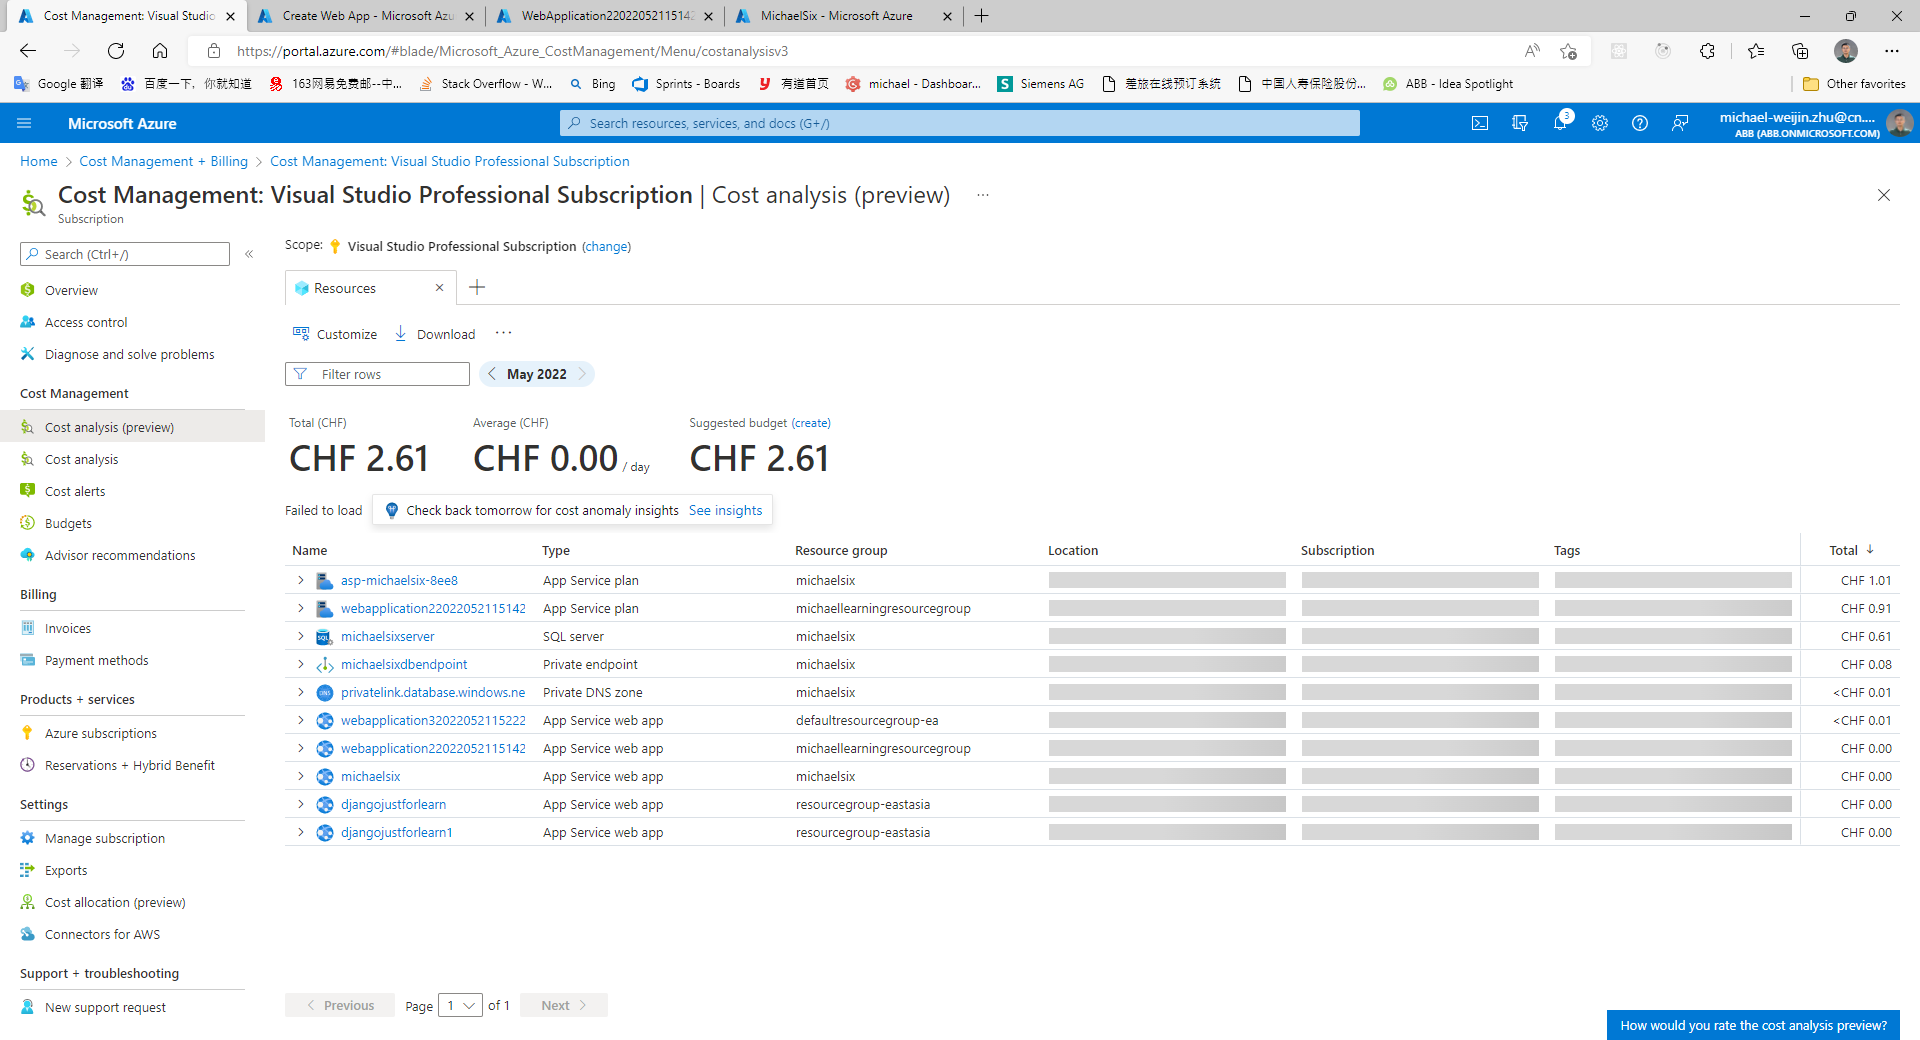 Cost Management: Visual Studio
Create Web App - Microsoft Azu
WebApplication22022052115142
MichaelSix - Microsoft Azure
https://portal.azure.com/#blade/Microsoft_Azure_CostManagement/Menu/costanalysisv3
Google 翻译
百度一下，你就知道
163网易免费邮--中...
Stack Overflow - W...
Bing
Sprints - Boards
有道首页
michael - Dashboar...
Siemens AG
差旅在线预订系统
中国人寿保险股份...
ABB - Idea Spotlight
Other favorites
Microsoft Azure
Search resources, services, and docs (G+/)
3
michael-weijin.zhu@cn....
ABB (ABB.ONMICROSOFT.COM)
Home > Cost Management + Billing > Cost Management: Visual Studio Professional Subscription
Cost Management: Visual Studio Professional Subscription | Cost analysis (preview) ...
Subscription
Search (Ctrl+/)
Overview
Access control
Diagnose and solve problems
Cost Management
Cost analysis (preview)
Cost analysis
Cost alerts
Budgets
Advisor recommendations
Billing
Invoices
Payment methods
Products + services
Azure subscriptions
Reservations + Hybrid Benefit
Settings
Manage subscription
Exports
Cost allocation (preview)
Connectors for AWS
Support + troubleshooting
New support request
Scope: Visual Studio Professional Subscription (change)
Resources
Customize Download ...
Filter rows
May 2022
Total (CHF) Average (CHF) Suggested budget (create)
CHF 2.61 CHF 0.00 / day CHF 2.61
Failed to load Check back tomorrow for cost anomaly insights See insights
Name Type Resource group Location Subscription Tags Total
asp-michaelsix-8ee8 App Service plan michaelsix CHF 1.01
webapplication22022052115142 App Service plan michaellearningresourcegroup CHF 0.91
michaelsixserver SQL server michaelsix CHF 0.61
michaelsixdbendpoint Private endpoint michaelsix CHF 0.08
privatelink.database.windows.ne Private DNS zone michaelsix <CHF 0.01
webapplication32022052115222 App Service web app defaultresourcegroup-ea <CHF 0.01
webapplication22022052115142 App Service web app michaellearningresourcegroup CHF 0.00
michaelsix App Service web app michaelsix CHF 0.00
djangojustforlearn App Service web app resourcegroup-eastasia CHF 0.00
djangojustforlearn1 App Service web app resourcegroup-eastasia CHF 0.00
Previous Page 1 of 1 Next
How would you rate the cost analysis preview?